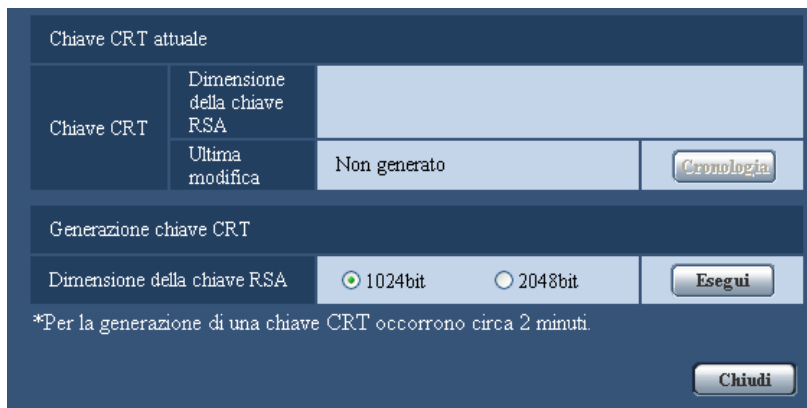 Chiave CRT attuale
Chiave CRT
Dimensione
della chiave
RSA
Ultima
modifica
Non generato
Cronologia
Generazione chiave CRT
Dimensione della chiave RSA
1024bit
2048bit
Esegui
*Per la generazione di una chiave CRT occorrono circa 2 minuti.
Chiudi